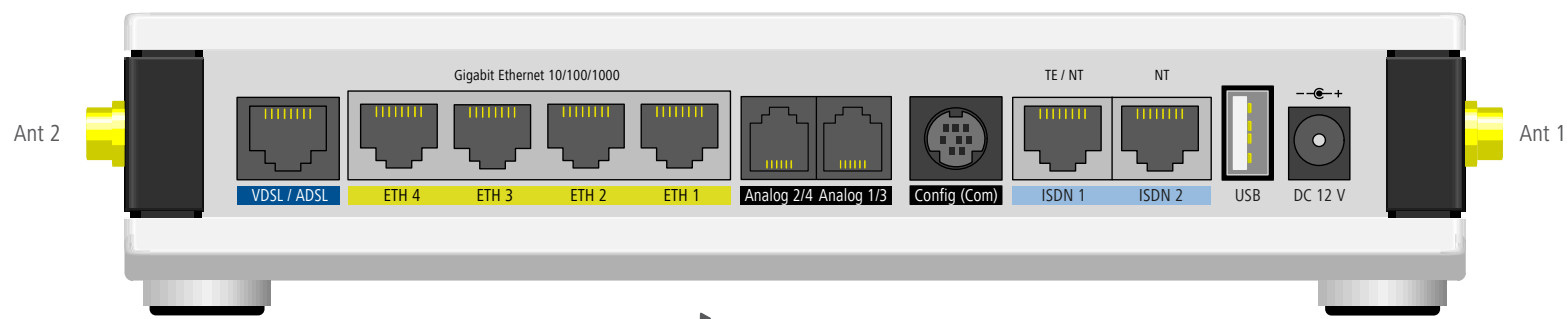 Gigabit Ethernet 10/100/1000
TE / NT
NT
Ant 2
Ant 1
VDSL / ADSL
ETH 4
ETH 3
ETH 2
ETH 1
Analog 2/4
Analog 1/3
Config (Com)
ISDN 1
ISDN 2
USB
DC 12 V